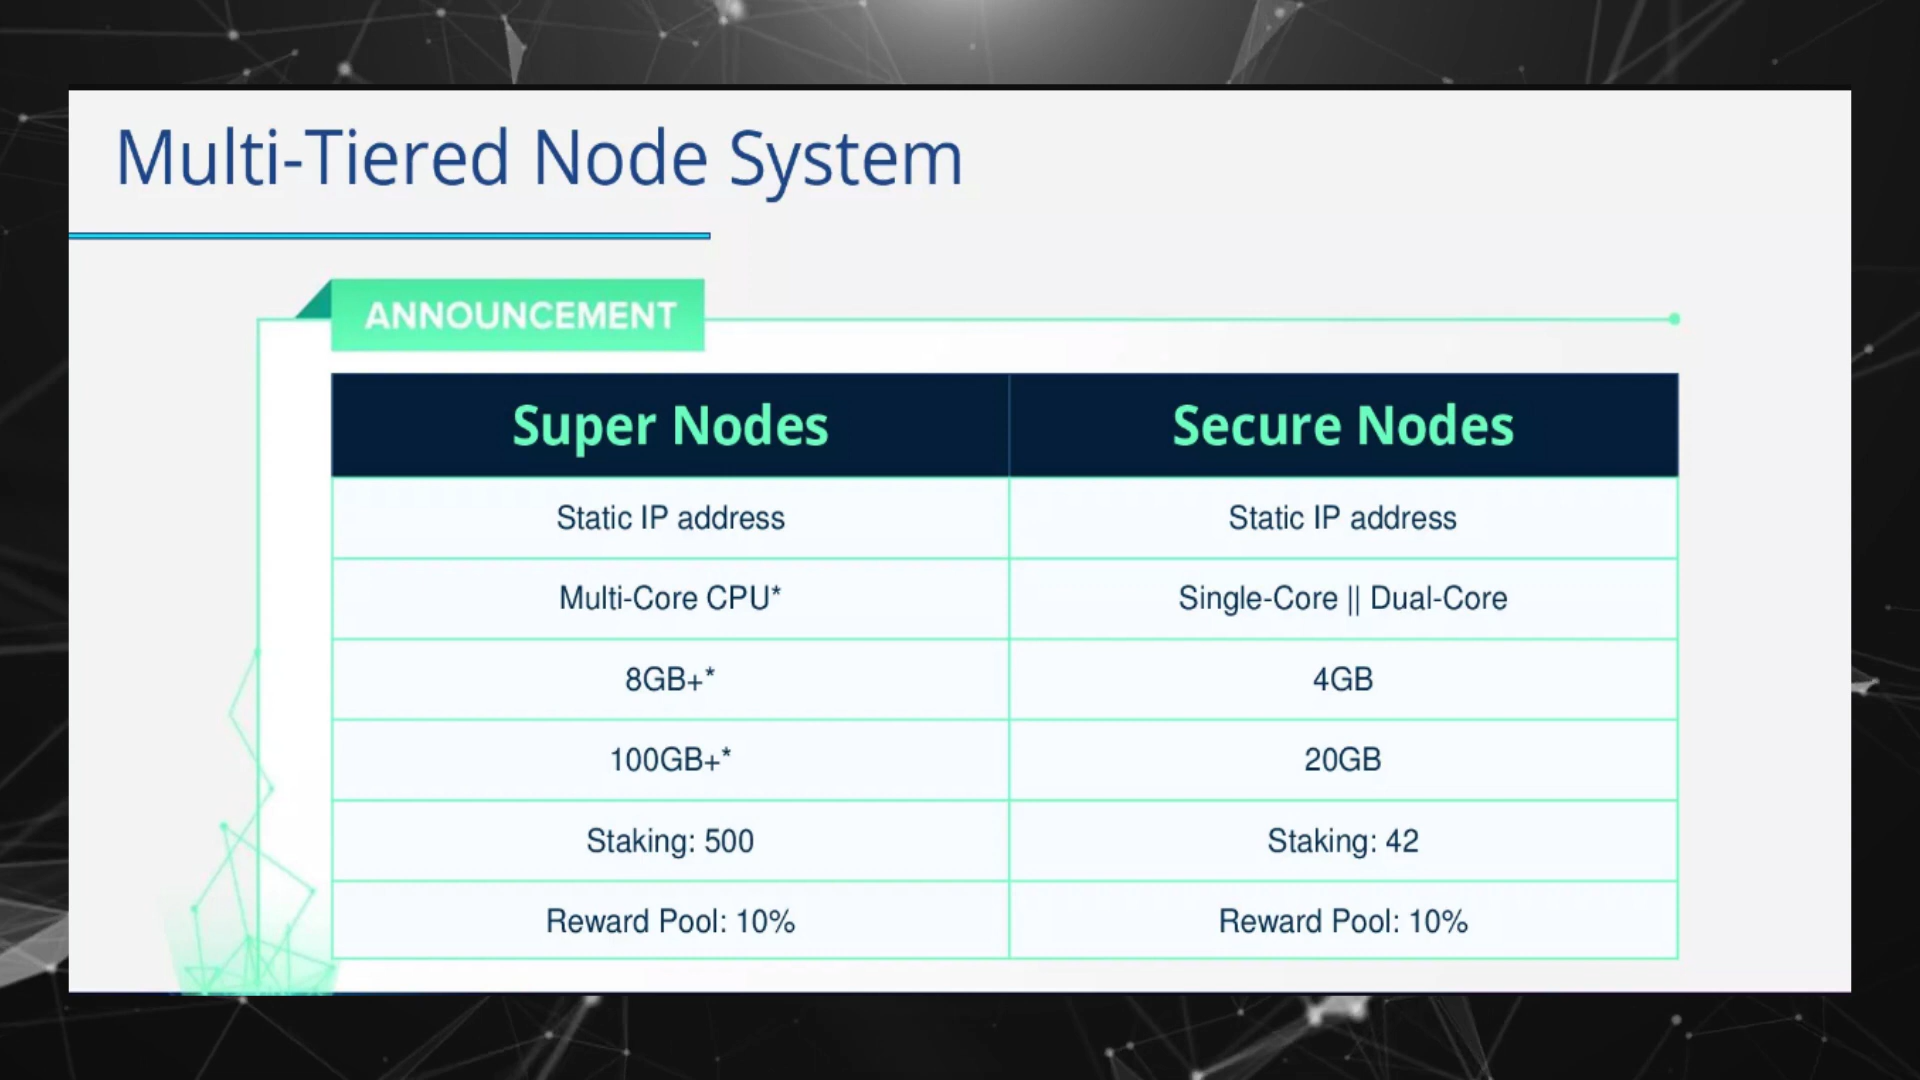 Multi-Tiered Node System
ANNOUNCEMENT
Super Nodes
Secure Nodes
Static IP address
Static IP address
Multi-Core CPU*
Single-Core || Dual-Core
8GB+*
4GB
100GB+*
20GB
Staking: 500
Staking: 42
Reward Pool: 10%
Reward Pool: 10%